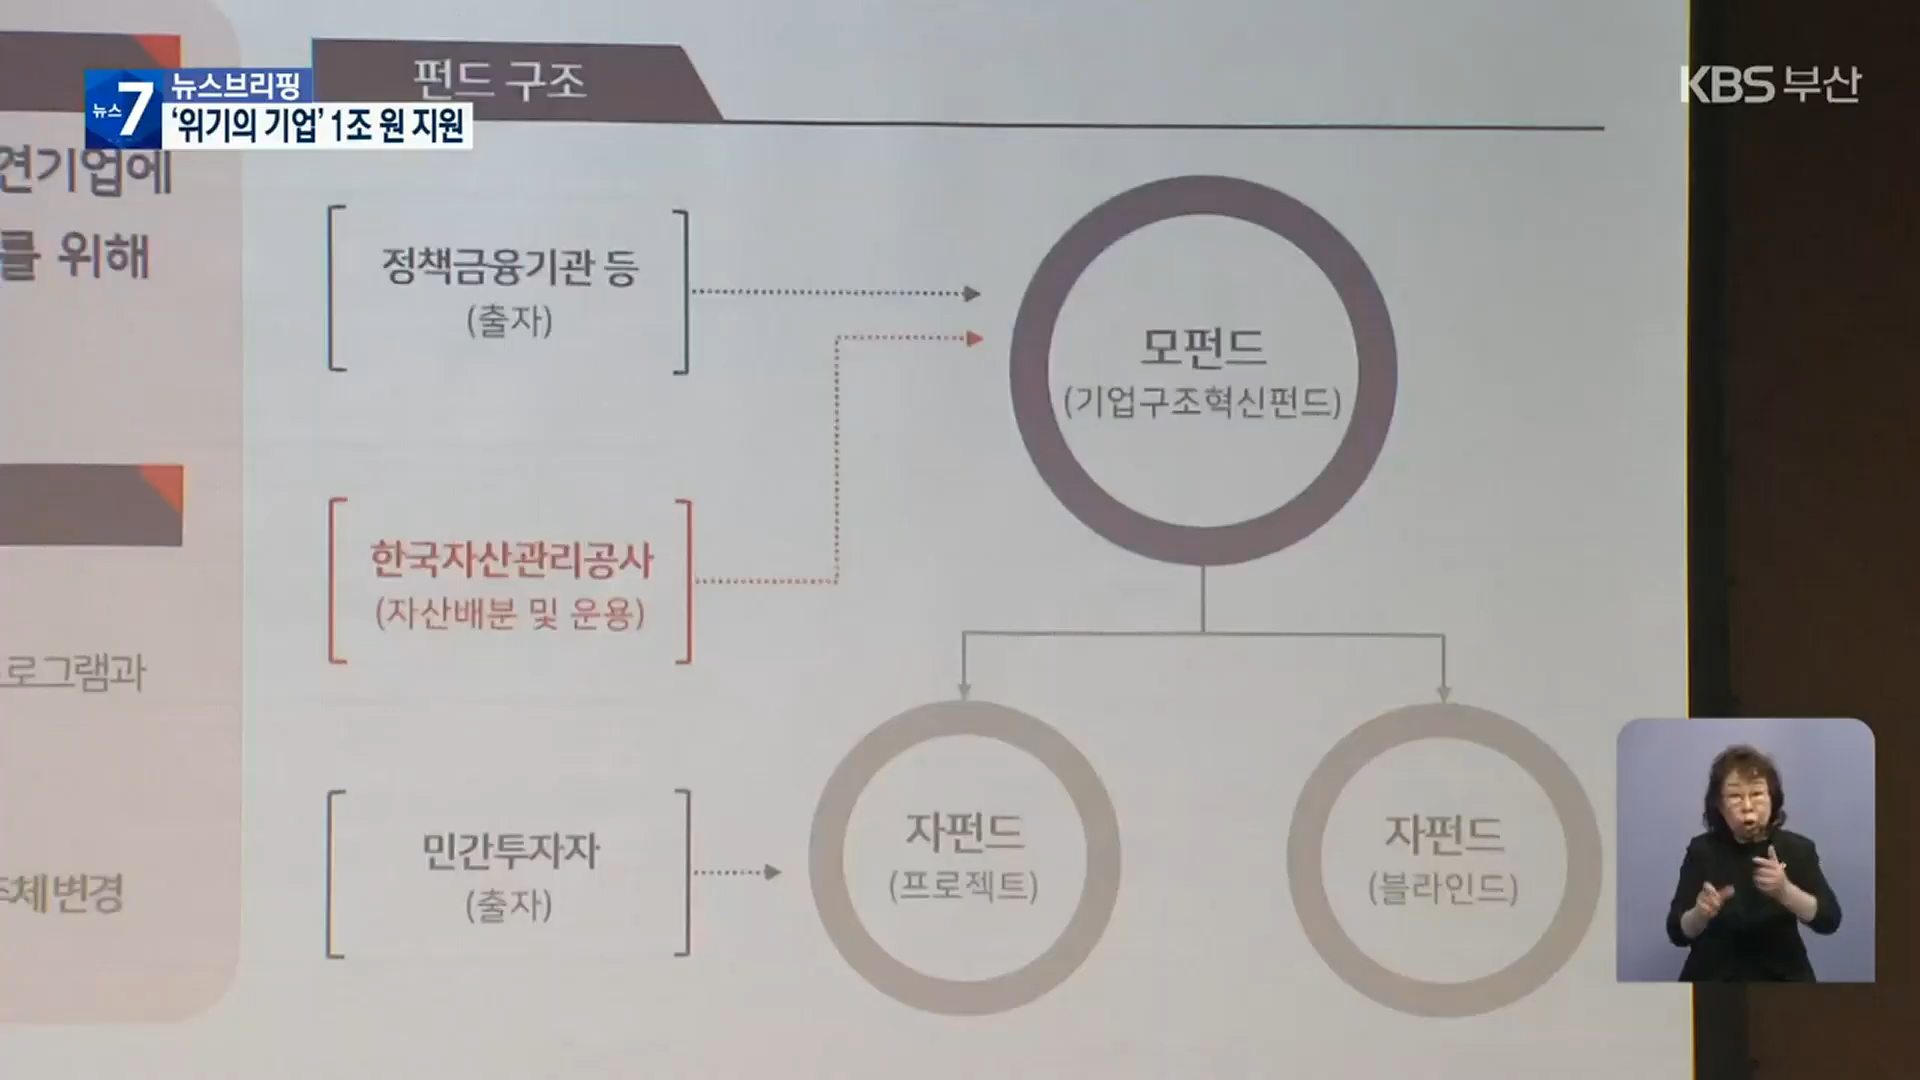 뉴스7
뉴스브리핑
‘위기의 기업’ 1조 원 지원
KBS 부산
펀드 구조
견기업에
를 위해
로그램과
체변경
정책금융기관 등
(출자)
한국자산관리공사
(자산배분 및 운용)
민간투자자
(출자)
모펀드
(기업구조혁신펀드)
자펀드
(프로젝트)
자펀드
(블라인드)